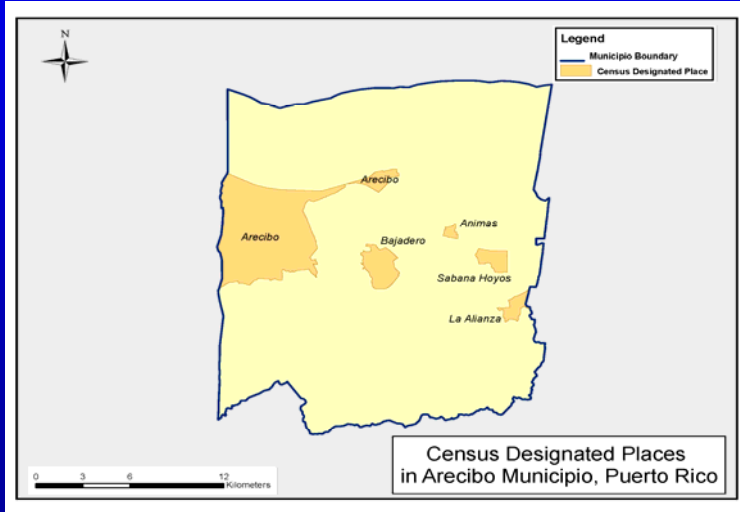 N
Legend
Municipio Boundary
Census Designated Place
Arecibo
Arecibo
Animas
Bajadero
Sabana Hoyos
La Alianza
Census Designated Places
in Arecibo Municipio, Puerto Rico
0 3 6 12
Kilometers